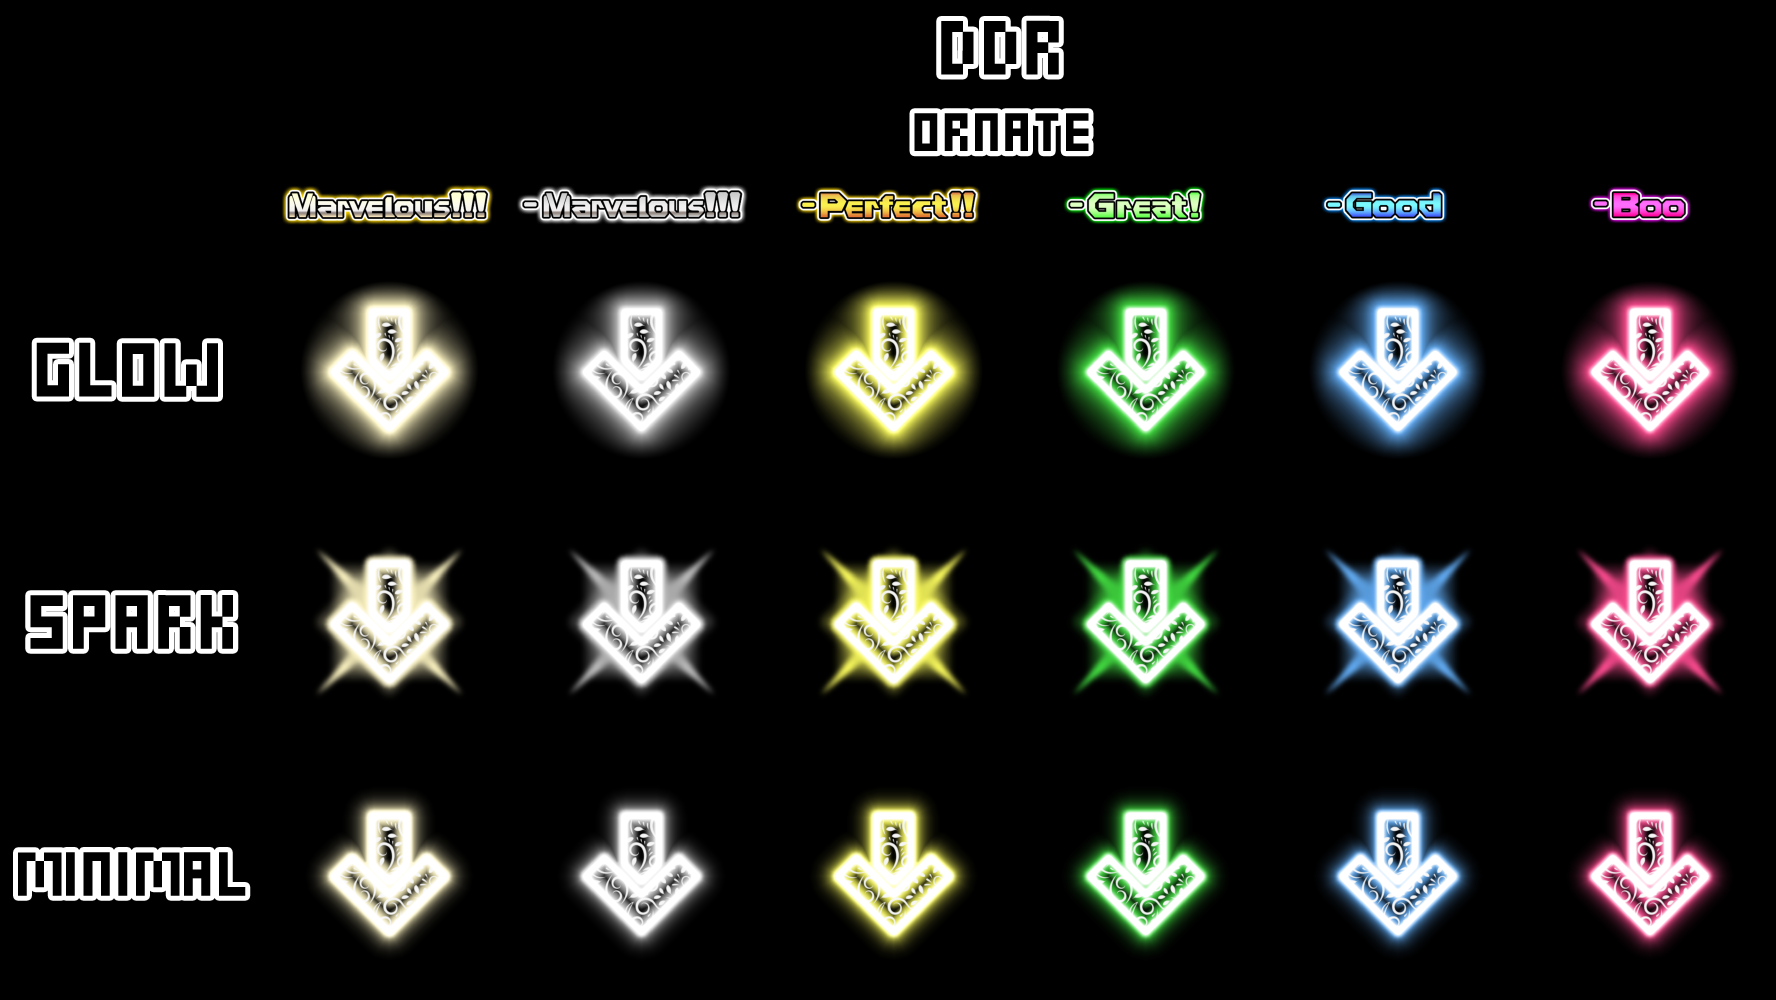 DDR
ORNATE
Marvelous!!! -Marvelous!!! -Perfect!! -Great! -Good -Boo
GLOW
SPARK
MINIMAL